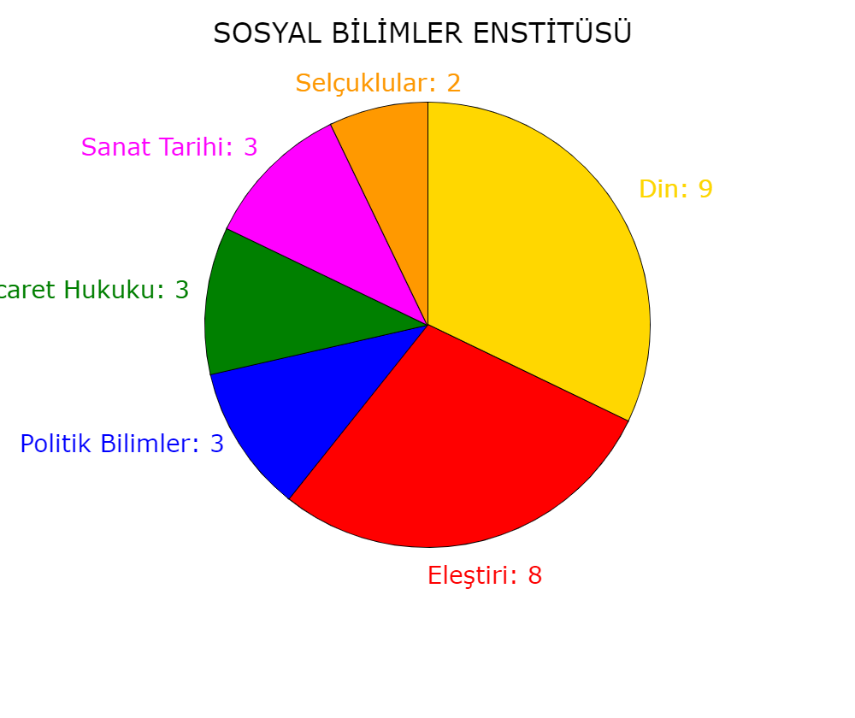 SOSYAL BİLİMLER ENSTİTÜSÜ
Selçuklular: 2
Sanat Tarihi: 3
Din: 9
Hukuku: 3
Politik Bilimler: 3
Eleştiri: 8